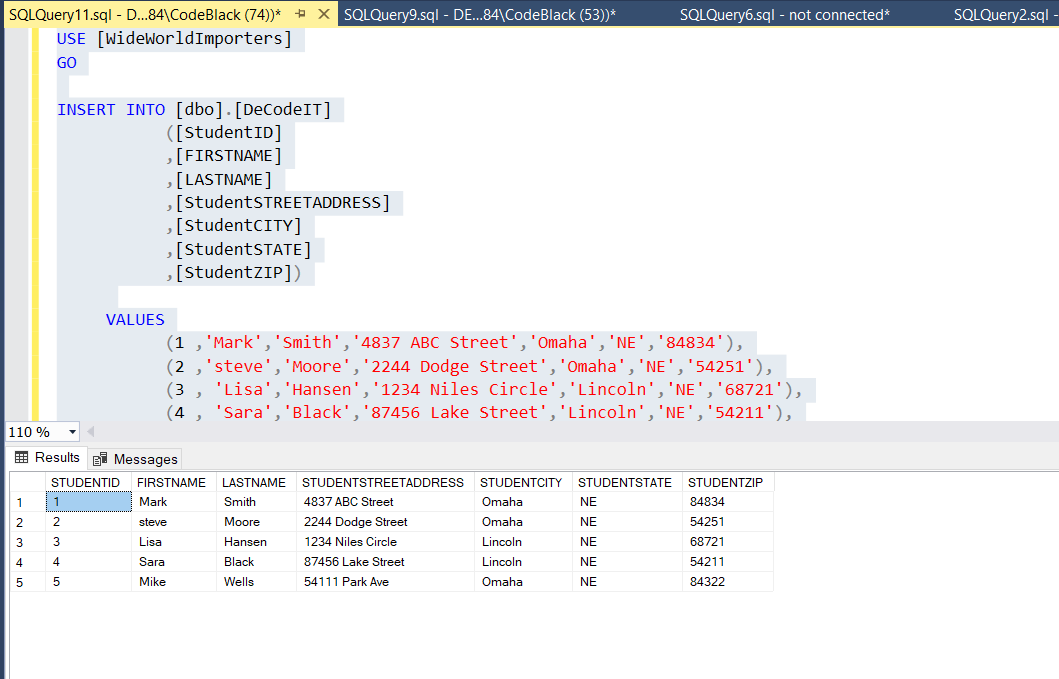 SQLQuery11.sql - D...84\CodeBlack (74))* SQLQuery9.sql - DE...84\CodeBlack (53))* SQLQuery6.sql - not connected* SQLQuery2.sql -
USE [WideWorldImporters]
GO
INSERT INTO [dbo].[DeCodeIT]
([StudentID]
,[FIRSTNAME]
,[LASTNAME]
,[StudentSTREETADDRESS]
,[StudentCITY]
,[StudentSTATE]
,[StudentZIP])
VALUES
(1 ,'Mark','Smith','4837 ABC Street','Omaha','NE','84834'),
(2 ,'steve','Moore','2244 Dodge Street','Omaha','NE','54251'),
(3 , 'Lisa','Hansen','1234 Niles Circle','Lincoln','NE','68721'),
(4 , 'Sara','Black','87456 Lake Street','Lincoln','NE','54211'),
110 %
Results Messages
STUDENTID FIRSTNAME LASTNAME STUDENTSTREETADDRESS STUDENTCITY STUDENTSTATE STUDENTZIP
1 1 Mark Smith 4837 ABC Street Omaha NE 84834
2 2 steve Moore 2244 Dodge Street Omaha NE 54251
3 3 Lisa Hansen 1234 Niles Circle Lincoln NE 68721
4 4 Sara Black 87456 Lake Street Lincoln NE 54211
5 5 Mike Wells 54111 Park Ave Omaha NE 84322